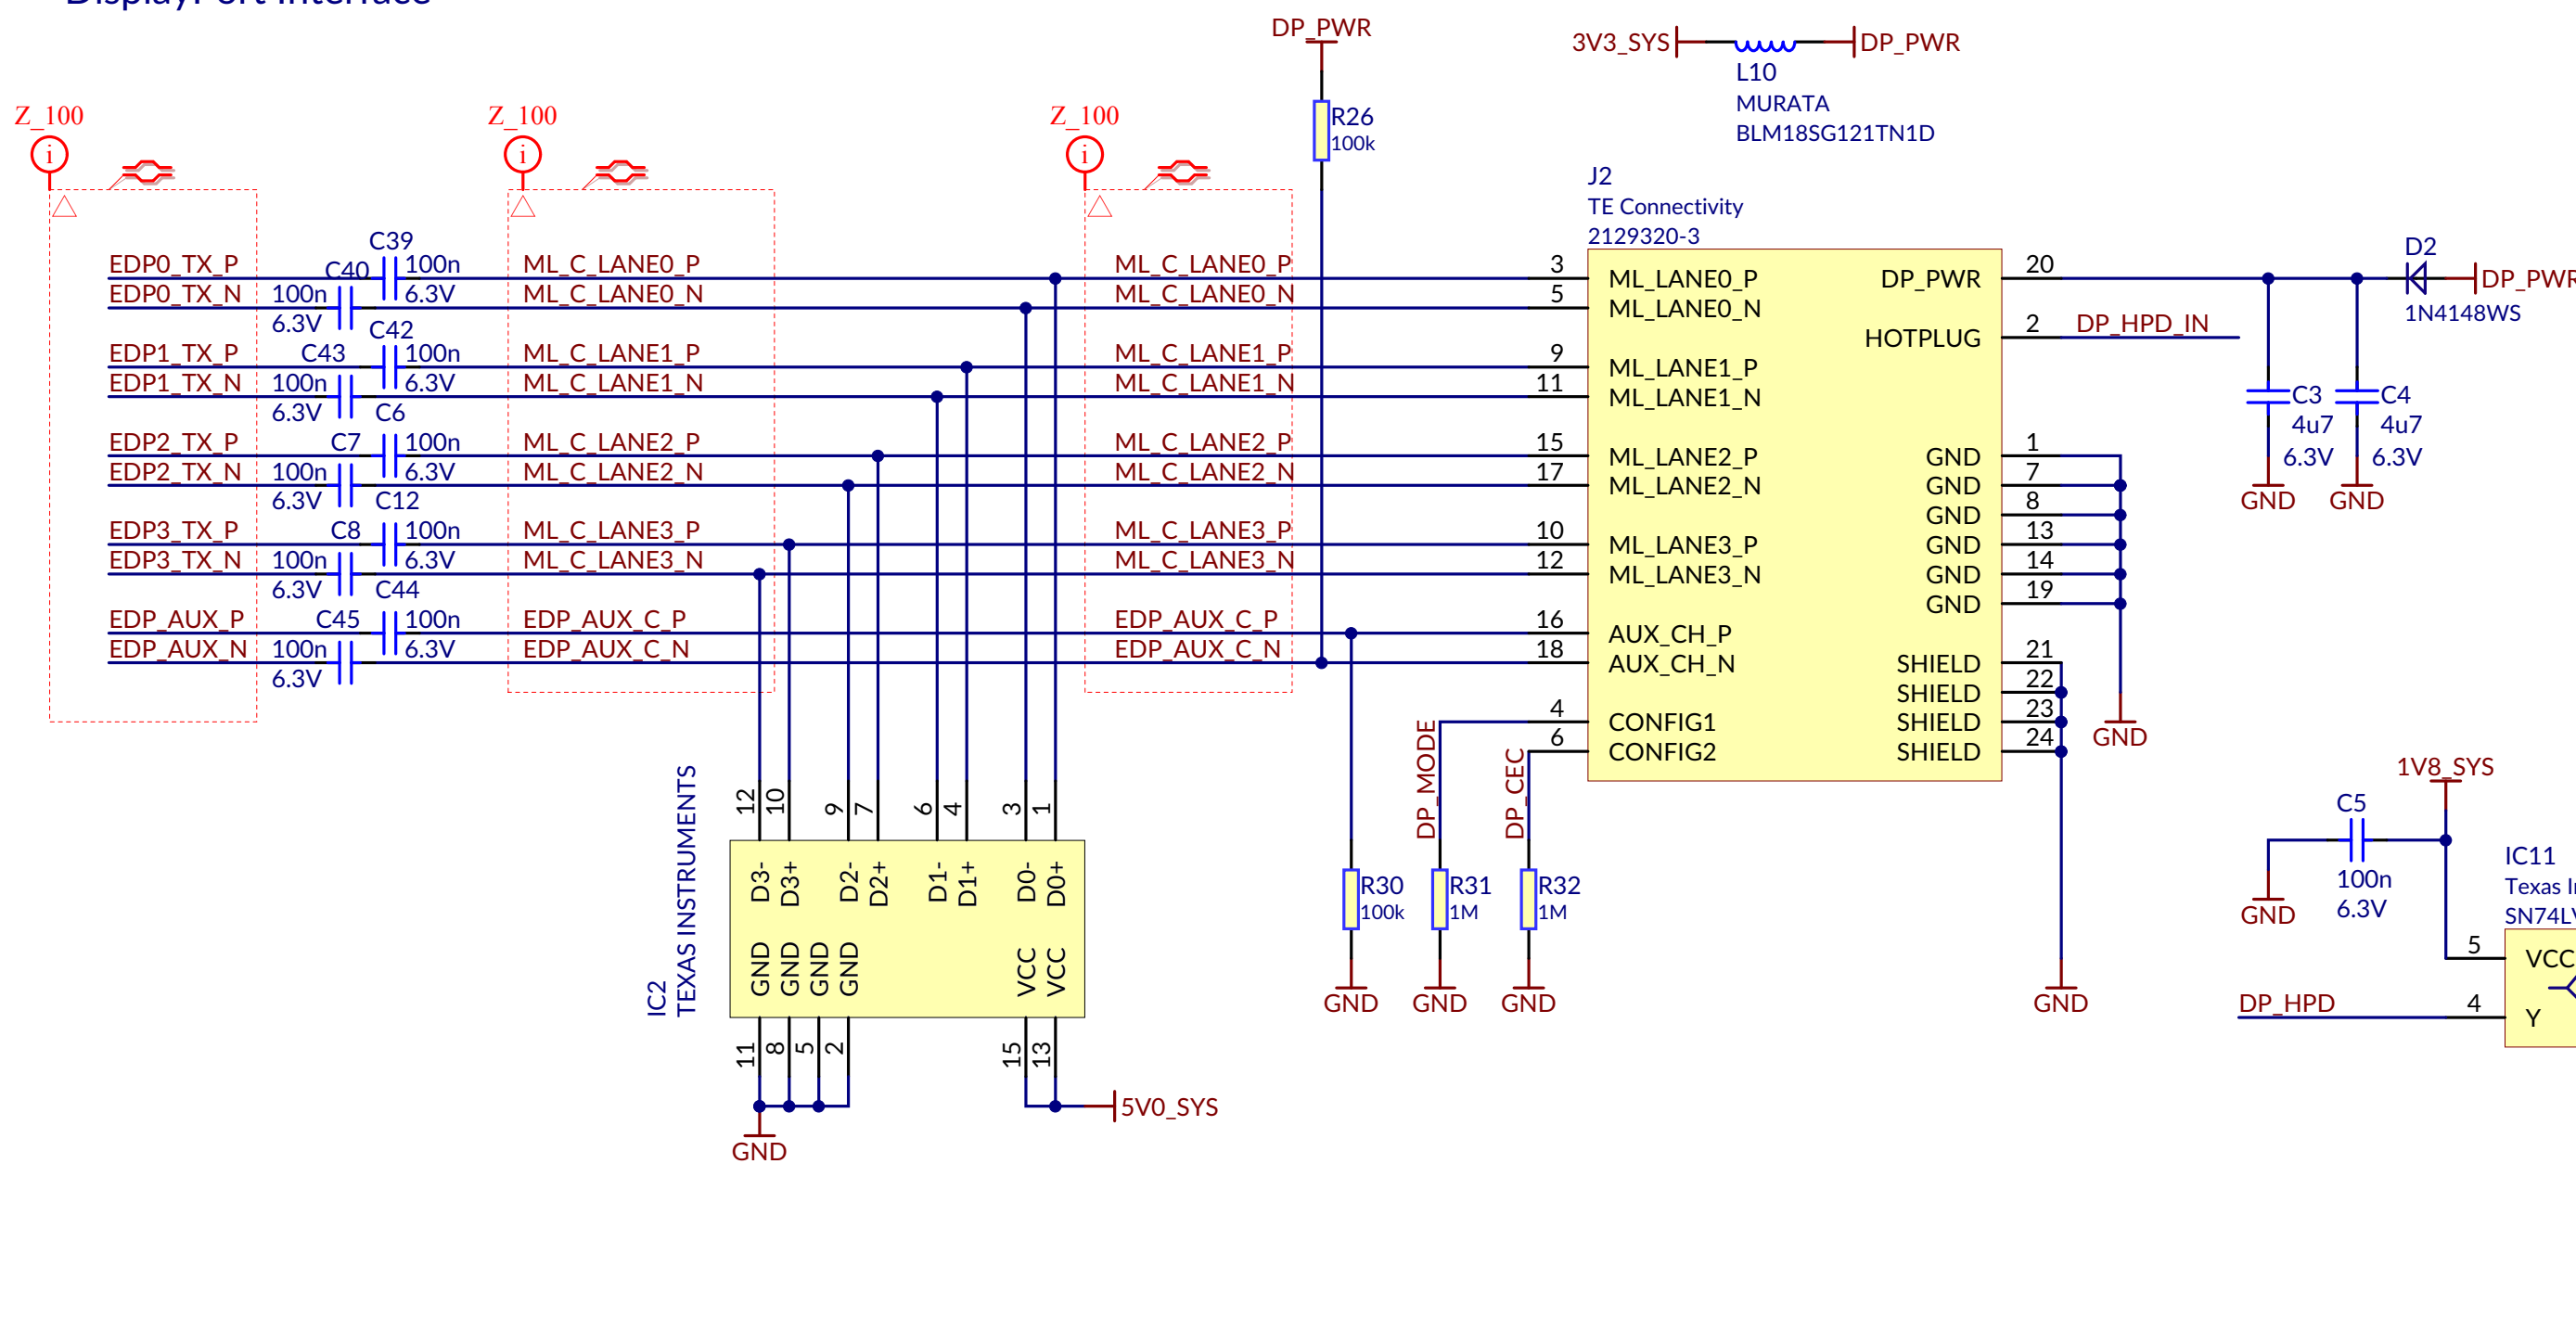 DisplayPort Interface
DP_PWR
3V3_SYS
DP_PWR
L10
MURATA
BLM18SG121TN1D
Z_100
i
Z_100
i
Z_100
i
R26
100k
J2
TE Connectivity
2129320-3
EDP0_TX_P
EDP0_TX_N
EDP1_TX_P
EDP1_TX_N
EDP2_TX_P
EDP2_TX_N
EDP3_TX_P
EDP3_TX_N
EDP_AUX_P
EDP_AUX_N
C39
100n
6.3V
C40
100n
6.3V
C42
100n
6.3V
C43
100n
6.3V
C6
100n
6.3V
C7
100n
6.3V
C12
100n
6.3V
C8
100n
6.3V
C44
100n
6.3V
C45
100n
6.3V
ML_C_LANE0_P
ML_C_LANE0_N
ML_C_LANE1_P
ML_C_LANE1_N
ML_C_LANE2_P
ML_C_LANE2_N
ML_C_LANE3_P
ML_C_LANE3_N
EDP_AUX_C_P
EDP_AUX_C_N
ML_C_LANE0_P
ML_C_LANE0_N
ML_C_LANE1_P
ML_C_LANE1_N
ML_C_LANE2_P
ML_C_LANE2_N
ML_C_LANE3_P
ML_C_LANE3_N
EDP_AUX_C_P
EDP_AUX_C_N
3 ML_LANE0_P
5 ML_LANE0_N
9 ML_LANE1_P
11 ML_LANE1_N
15 ML_LANE2_P
17 ML_LANE2_N
10 ML_LANE3_P
12 ML_LANE3_N
16 AUX_CH_P
18 AUX_CH_N
4 CONFIG1
6 CONFIG2
DP_PWR 20
HOTPLUG 2
GND 1
GND 7
GND 8
GND 13
GND 14
GND 19
SHIELD 21
SHIELD 22
SHIELD 23
SHIELD 24
DP_HPD_IN
D2
1N4148WS
DP_PWR
C3
4u7
6.3V
GND
C4
4u7
6.3V
GND
GND
GND
DP_MODE
DP_CEC
R30
100k
GND
R31
1M
GND
R32
1M
GND
IC2
TEXAS INSTRUMENTS
12 10 9 7 6 4 3 1
D3- D3+ D2- D2+ D1- D1+ D0- D0+
GND GND GND GND VCC VCC
11 8 5 2 15 13
GND
5V0_SYS
1V8_SYS
C5
100n
6.3V
GND
IC11
Texas
SN74LV
5 VCC
DP_HPD
4 Y